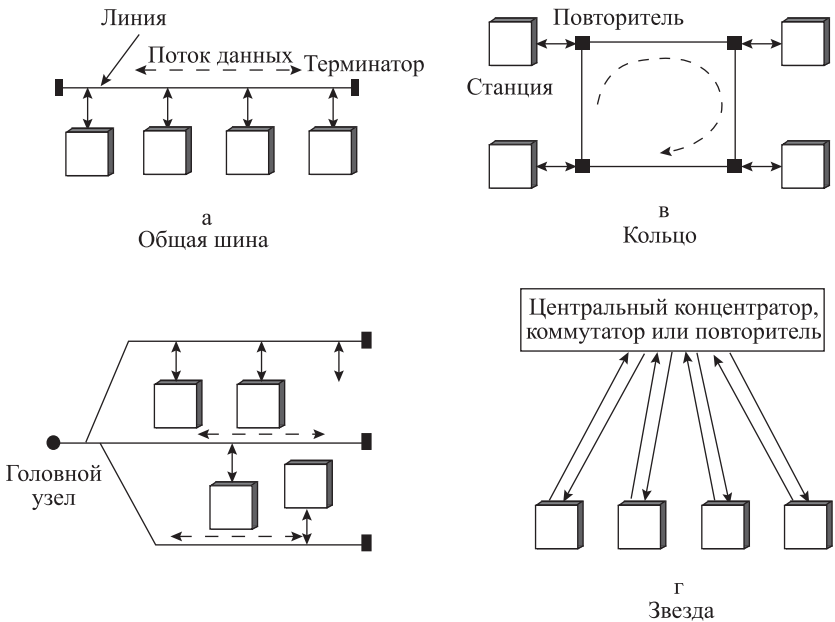 Линия
Поток данных
Терминатор
а
Общая шина
Повторитель
Станция
в
Кольцо
Головной
узел
Центральный концентратор,
коммутатор или повторитель
г
Звезда